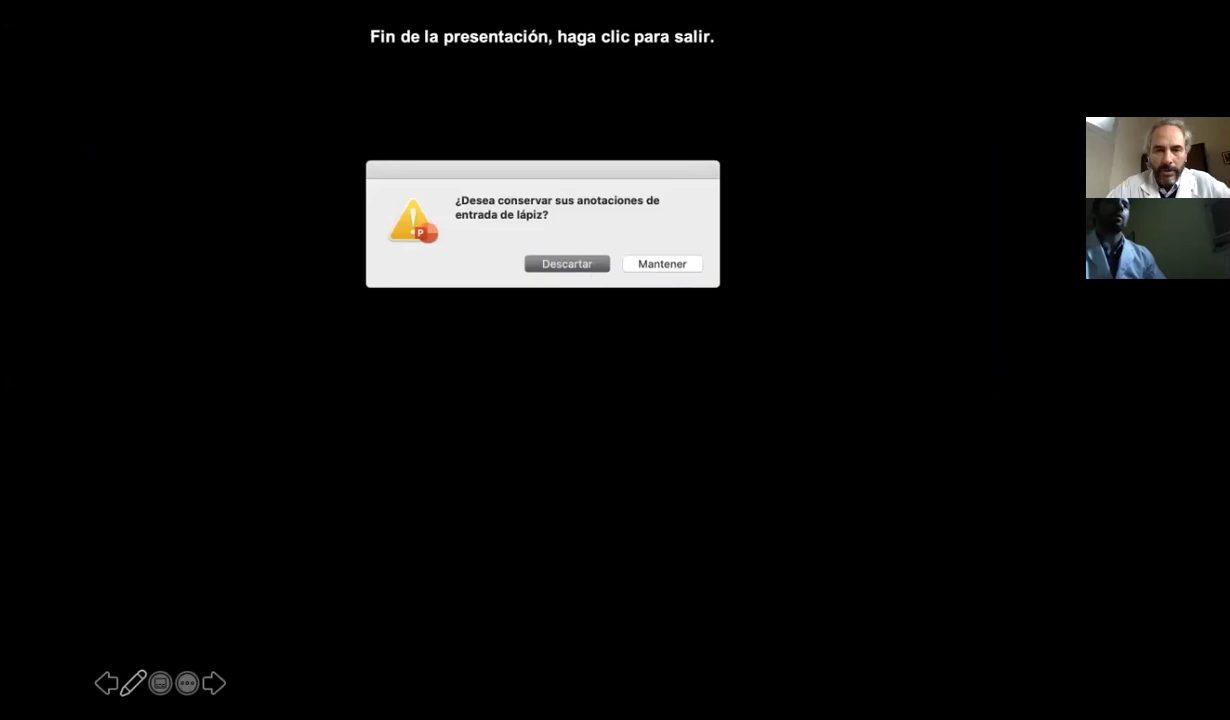 Fin de la presentación, haga clic para salir.
¿Desea conservar sus anotaciones de
entrada de lápiz?
P
Descartar
Mantener